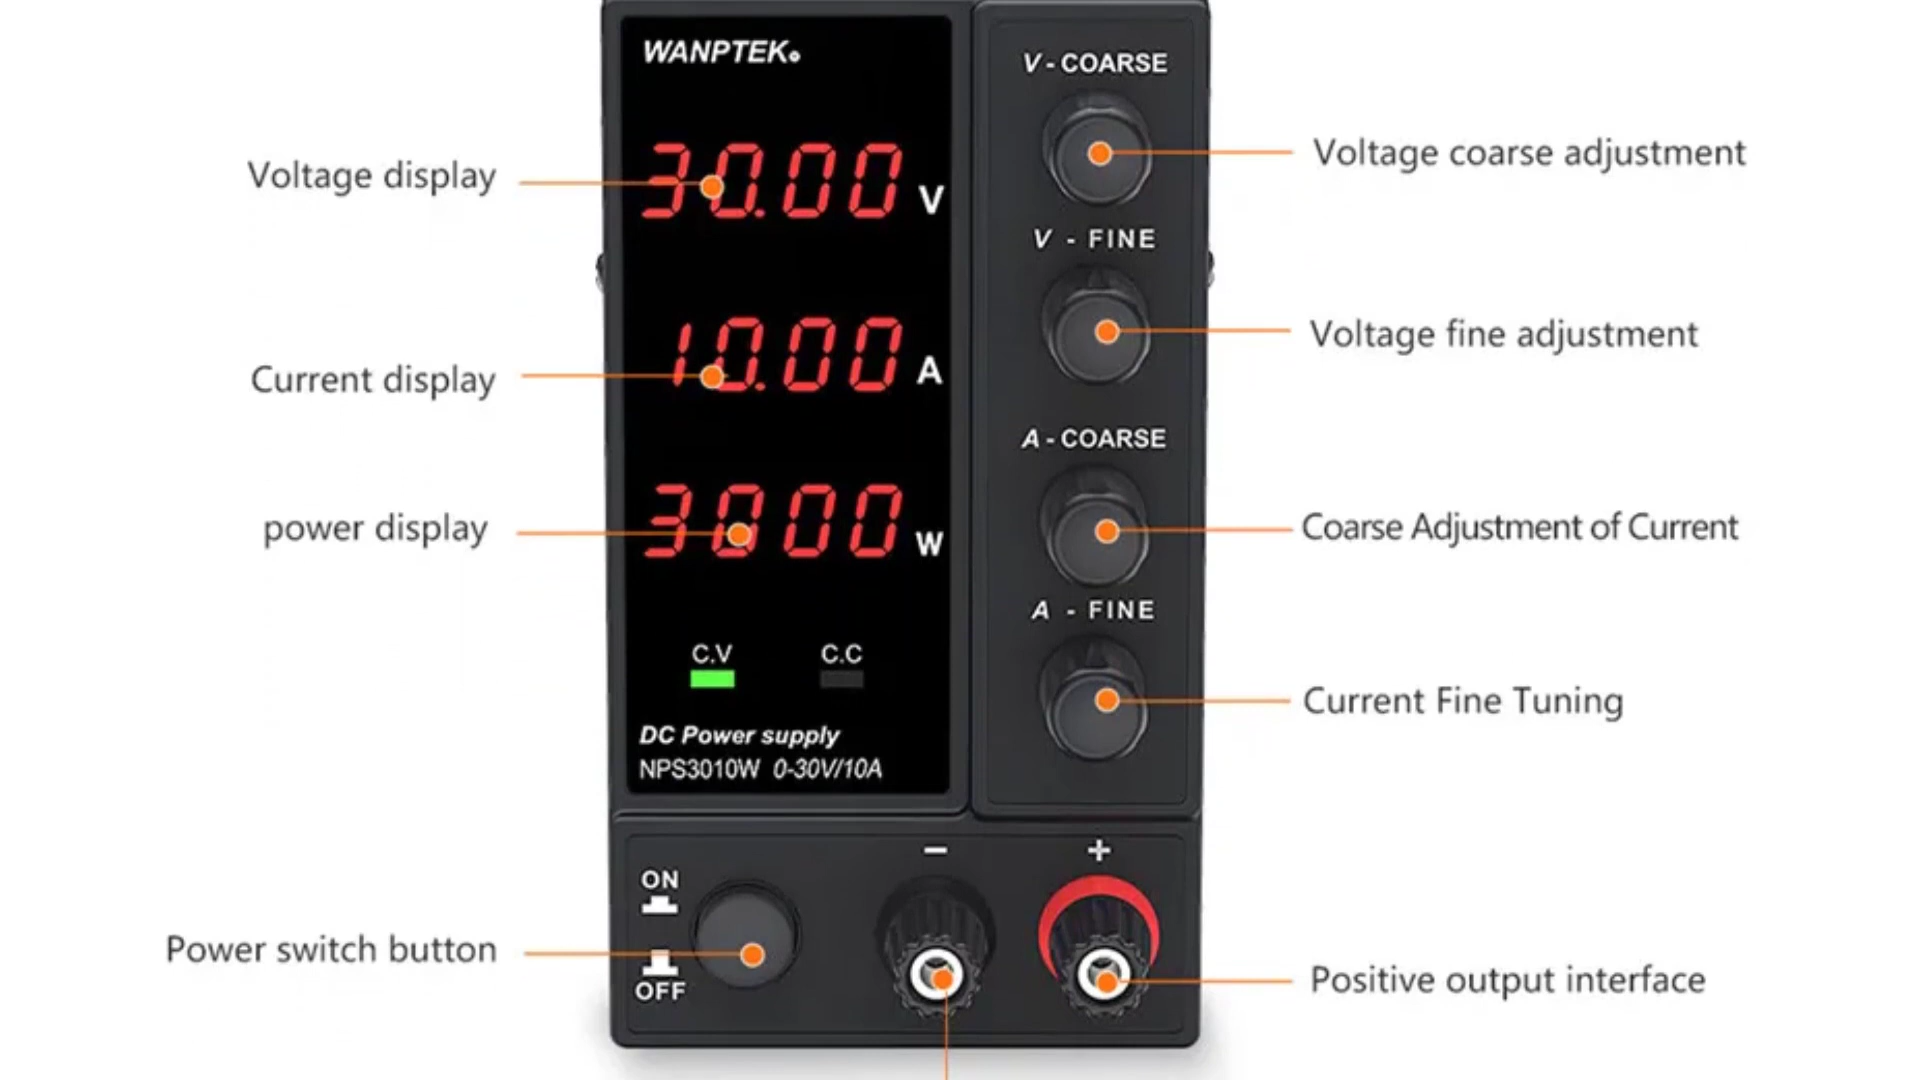 WANPTEK
Voltage display
30.00 V
Current display
10.00 A
power display
3000 W
C.V C.C
DC Power supply
NPS3010W 0-30V/10A
V - COARSE
Voltage coarse adjustment
V - FINE
Voltage fine adjustment
A - COARSE
Coarse Adjustment of Current
A - FINE
Current Fine Tuning
ON
OFF
Power switch button
− +
Positive output interface